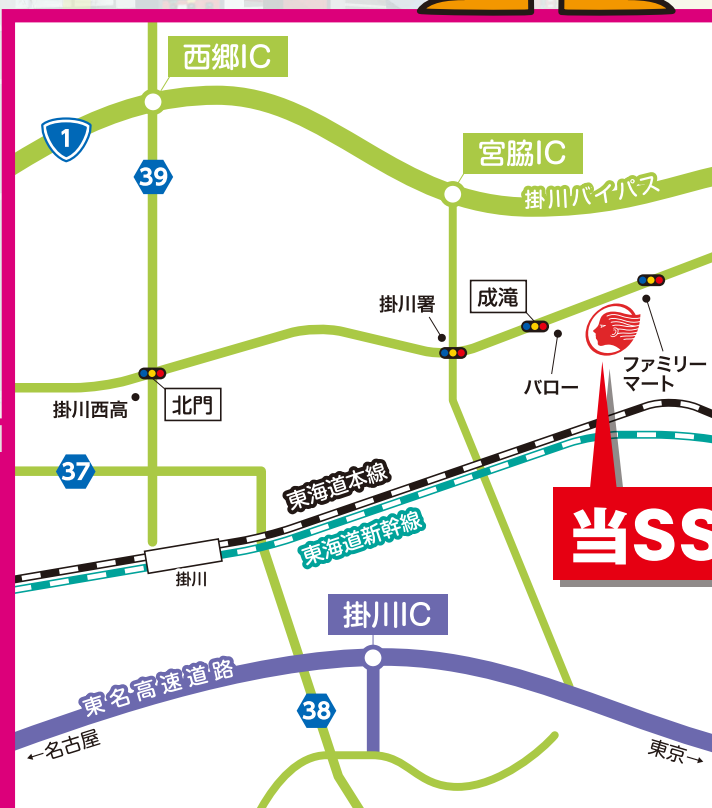 西郷IC
1
宮脇IC
39
掛川バイパス
成滝
掛川署
ファミリー
マート
バロー
北門
掛川西高
37
東海道本線
東海道新幹線
当SS
掛川
掛川IC
東名高速道路
38
←名古屋
東京→